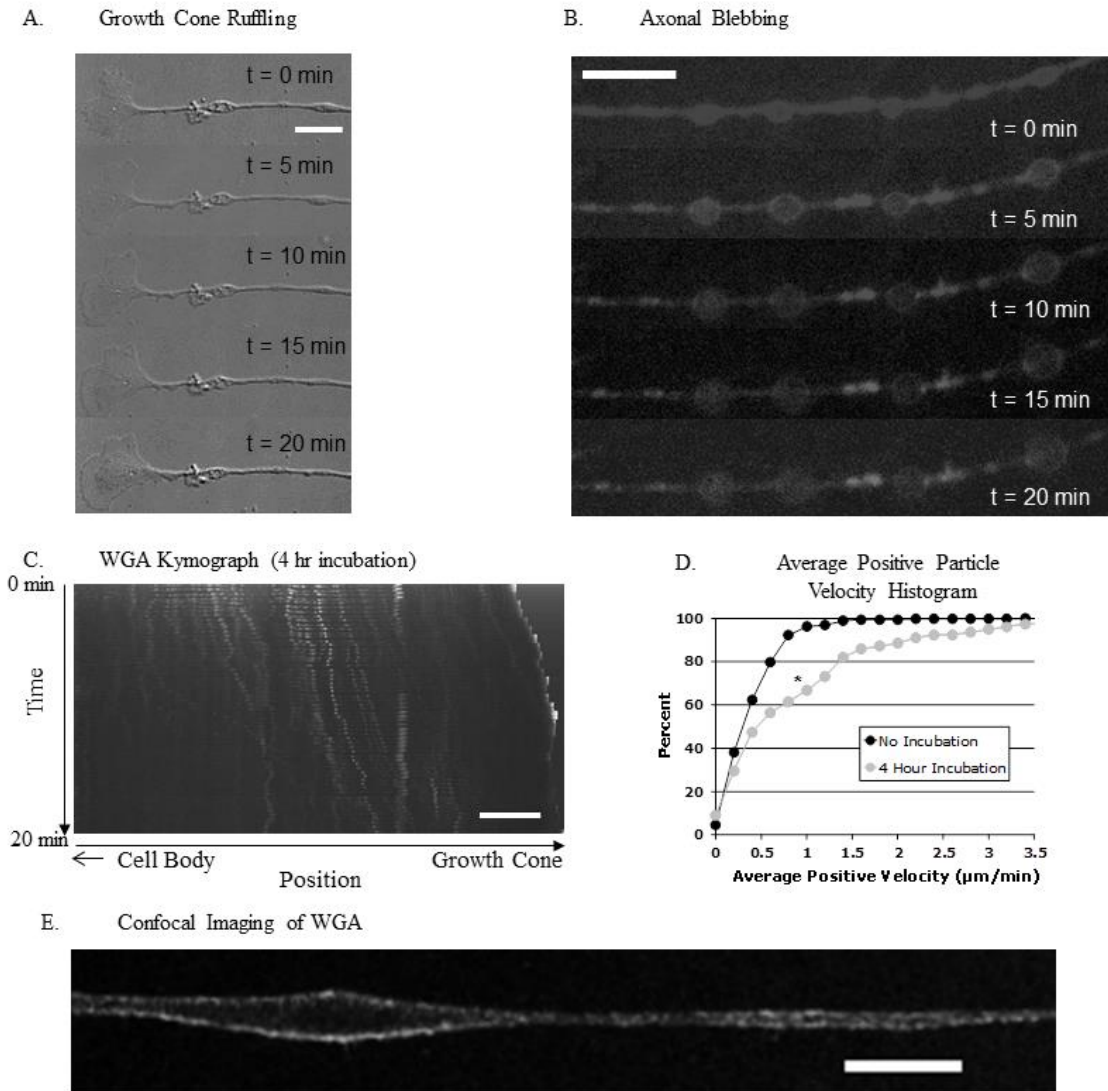 A. Growth Cone Ruffling
t = 0 min
t = 5 min
t = 10 min
t = 15 min
t = 20 min
B. Axonal Blebbing
t = 0 min
t = 5 min
t = 10 min
t = 15 min
t = 20 min
C. WGA Kymograph (4 hr incubation)
0 min
Time
20 min
← Cell Body
Growth Cone
Position
D. Average Positive Particle
Velocity Histogram
100
80
60
40
20
0
Percent
*
No Incubation
4 Hour Incubation
0 0.5 1 1.5 2 2.5 3 3.5
Average Positive Velocity (µm/min)
E. Confocal Imaging of WGA